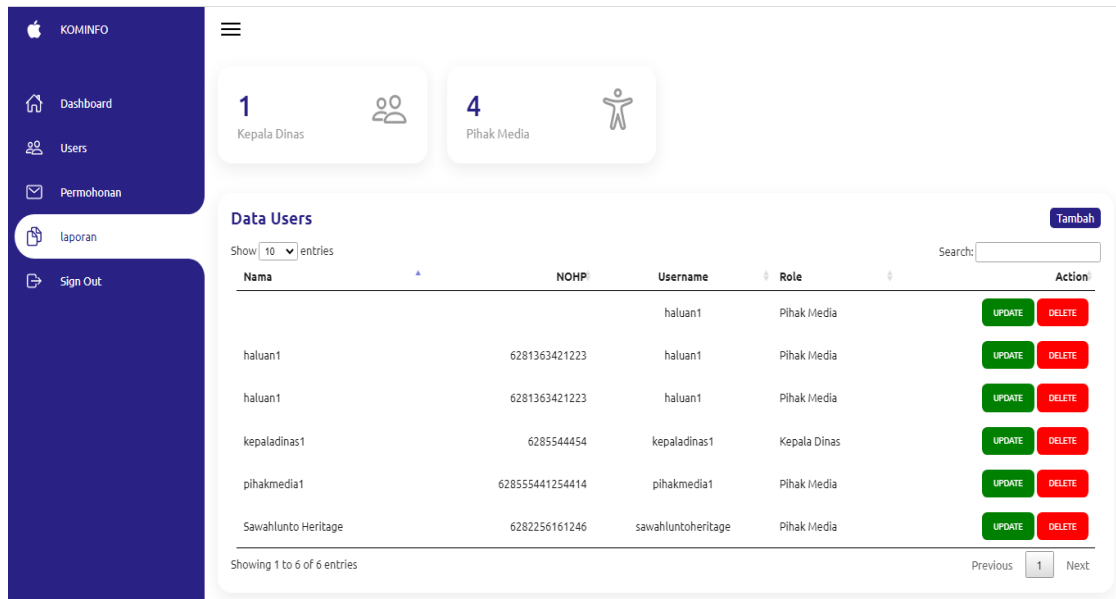 KOMINFO
Dashboard
Users
Permohonan
laporan
Sign Out
1
Kepala Dinas
4
Pihak Media
Data Users
Tambah
Show 10 entries
Search:
Nama NOHP Username Role Action
haluan1 Pihak Media UPDATE DELETE
haluan1 6281363421223 haluan1 Pihak Media UPDATE DELETE
haluan1 6281363421223 haluan1 Pihak Media UPDATE DELETE
kepaladinas1 6285544454 kepaladinas1 Kepala Dinas UPDATE DELETE
pihakmedia1 628555441254414 pihakmedia1 Pihak Media UPDATE DELETE
Sawahlunto Heritage 6282256161246 sawahluntoheritage Pihak Media UPDATE DELETE
Showing 1 to 6 of 6 entries
Previous 1 Next